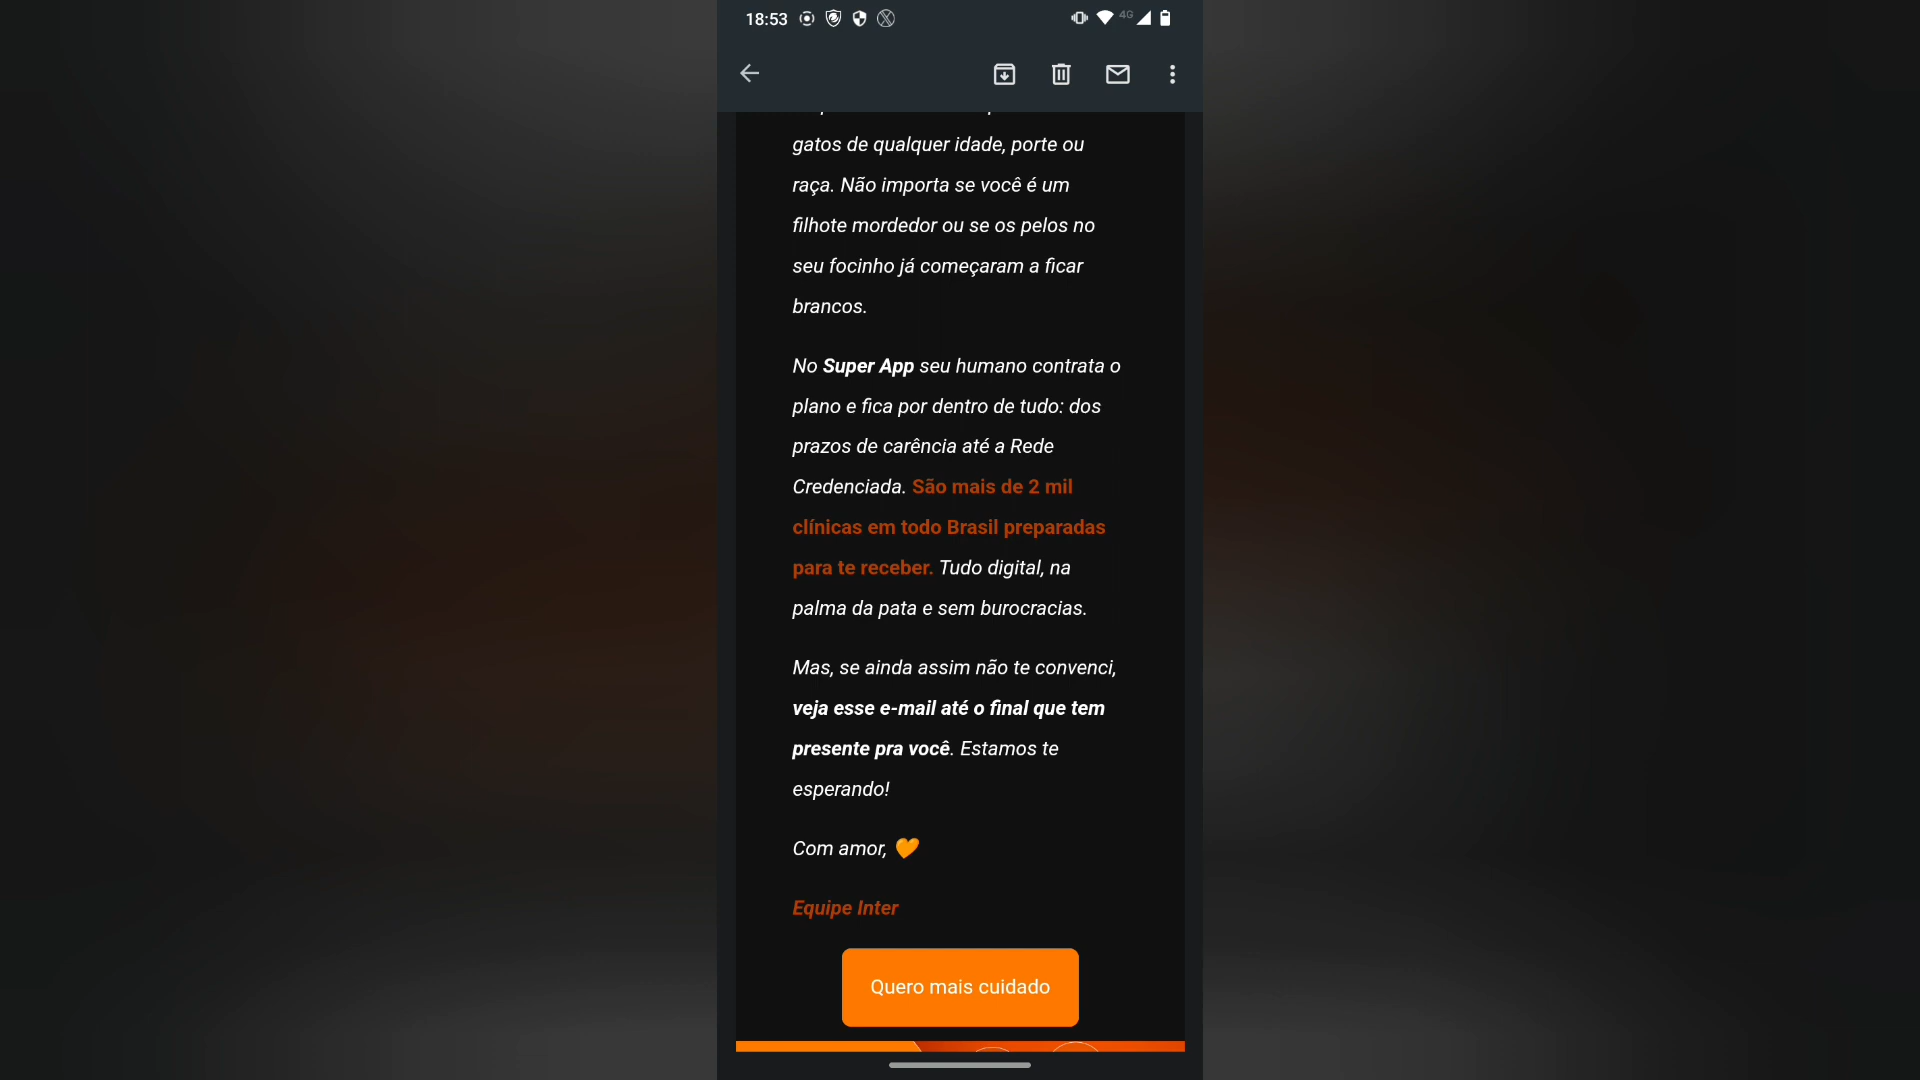 18:53
4G
gatos de qualquer idade, porte ou
raça. Não importa se você é um
filhote mordedor ou se os pelos no
seu focinho já começaram a ficar
brancos.
No Super App seu humano contrata o
plano e fica por dentro de tudo: dos
prazos de carência até a Rede
Credenciada. São mais de 2 mil
clínicas em todo Brasil preparadas
para te receber. Tudo digital, na
palma da pata e sem burocracias.
Mas, se ainda assim não te convenci,
veja esse e-mail até o final que tem
presente pra você. Estamos te
esperando!
Com amor, 🧡
Equipe Inter
Quero mais cuidado